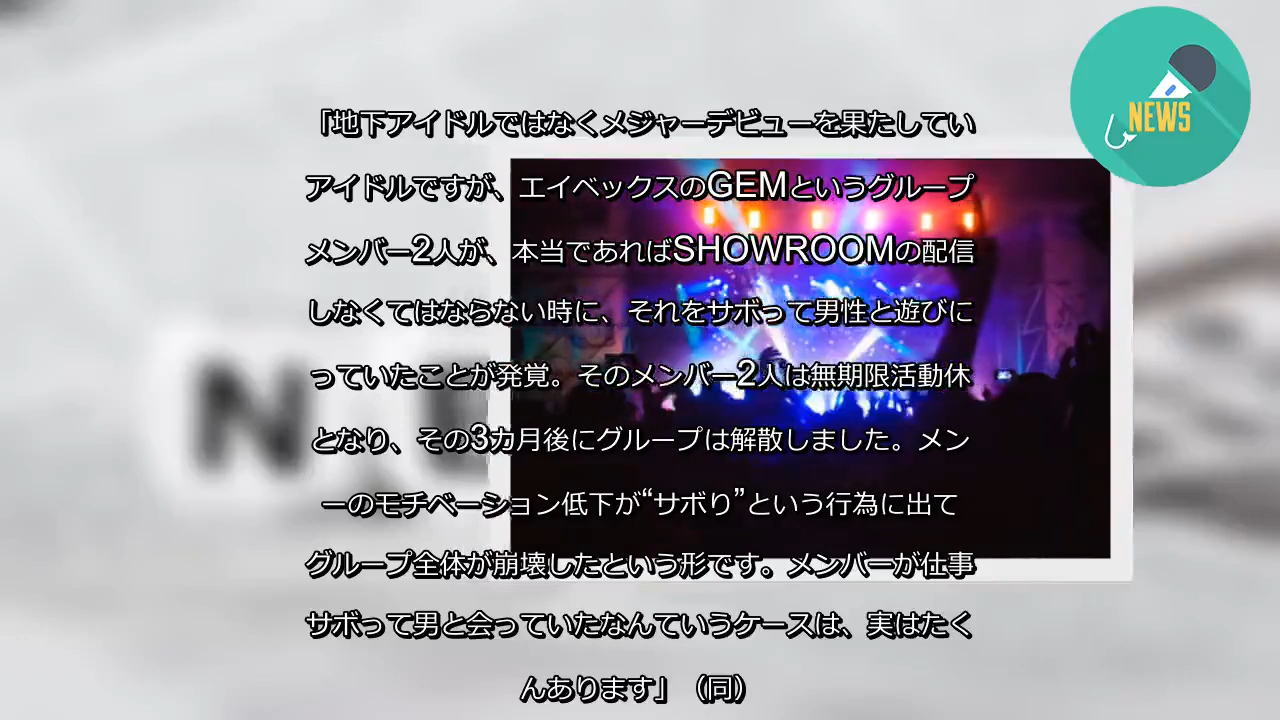 NEWS
「地下アイドルではなくメジャーデビューを果たしてい
アイドルですが、エイベックスのGEMというグループ
メンバー2人が、本当であればSHOWROOMの配信
しなくてはならない時に、それをサボって男性と遊びに
っていたことが発覚。そのメンバー2人は無期限活動休
となり、その3カ月後にグループは解散しました。メン
ーのモチベーション低下が“サボり”という行為に出て
グループ全体が崩壊したという形です。メンバーが仕事
サボって男と会っていたなんていうケースは、実はたく
んあります」（同）